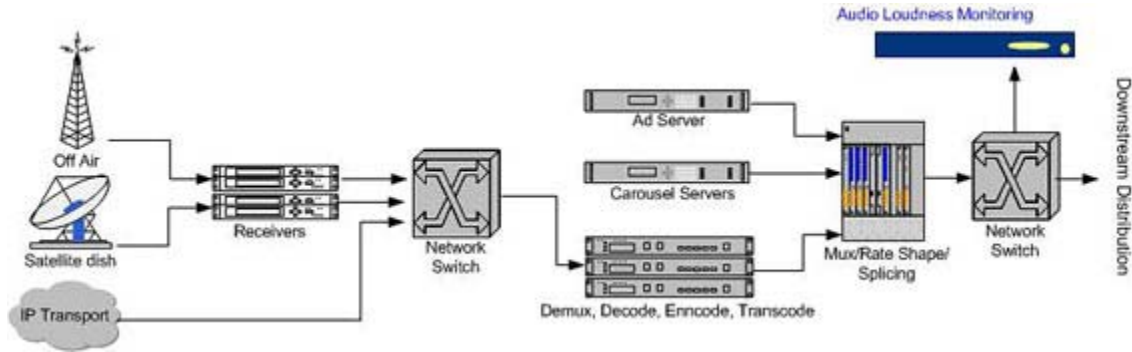 Audio Loudness Monitoring
Off Air
Satellite dish
IP Transport
Receivers
Network
Switch
Ad Server
Carousel Servers
Demux, Decode, Enncode, Transcode
Mux/Rate Shape/
Splicing
Network
Switch
Downstream Distribution